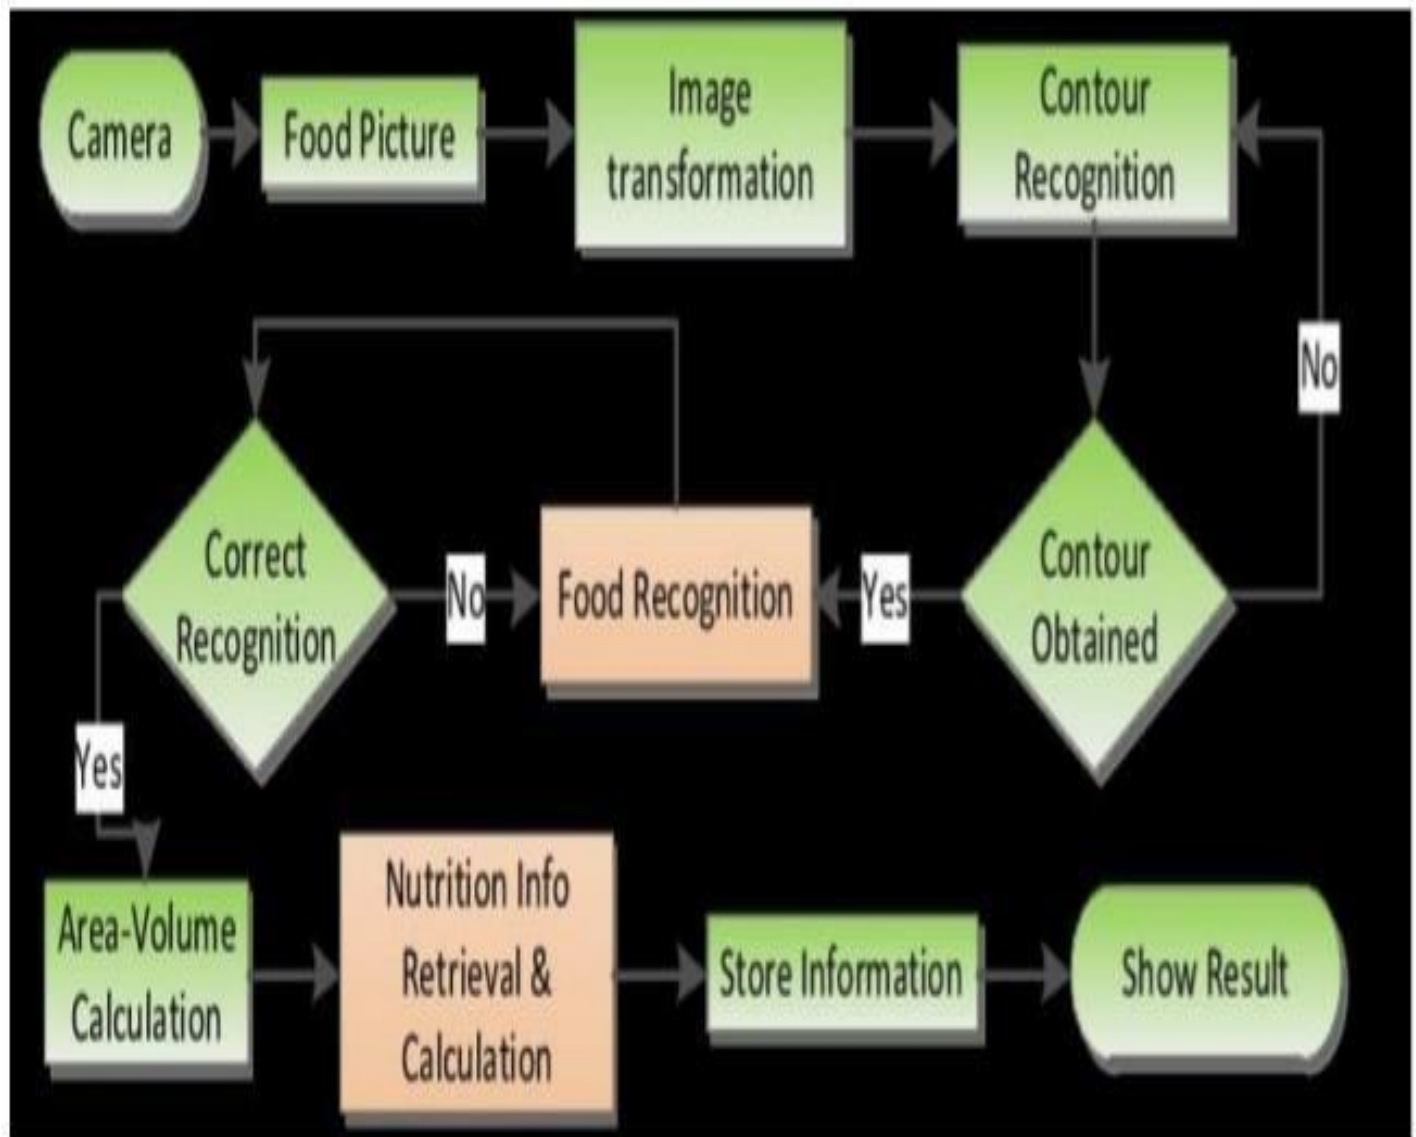 Camera
Food Picture
Image
transformation
Contour
Recognition
No
Correct
Recognition
No
Food Recognition
Yes
Contour
Obtained
Yes
Area-Volume
Calculation
Nutrition Info
Retrieval &
Calculation
Store Information
Show Result